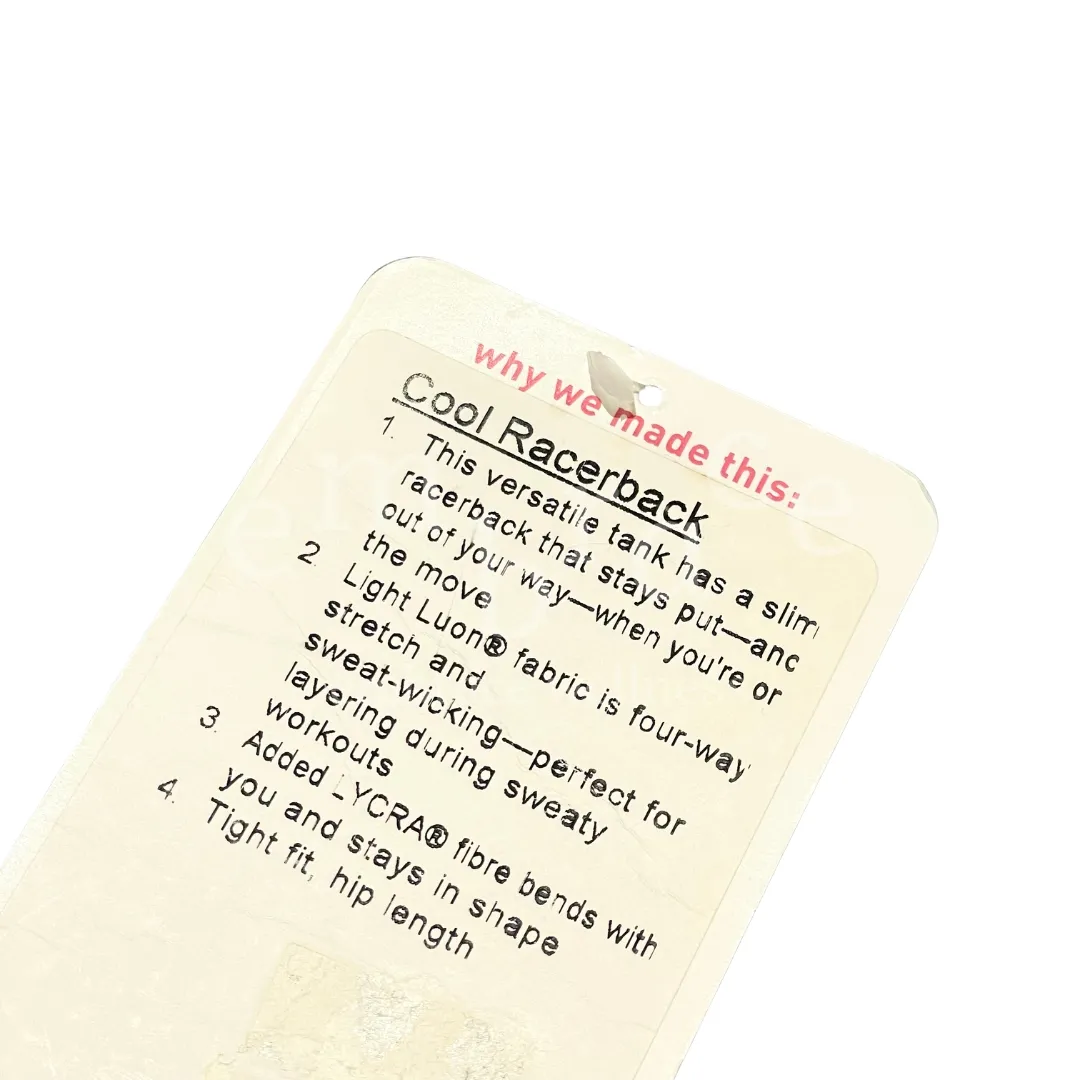 why we made this:
Cool Racerback
1. This versatile tank has a slim
racerback that stays put—and
out of your way—when you're or
the move
2 Light Luon® fabric is four-way
stretch and
sweat-wicking—perfect for
layering during sweaty
workouts
3. Added LYCRA® fibre bends with
you and stays in shape
4. Tight fit, hip length